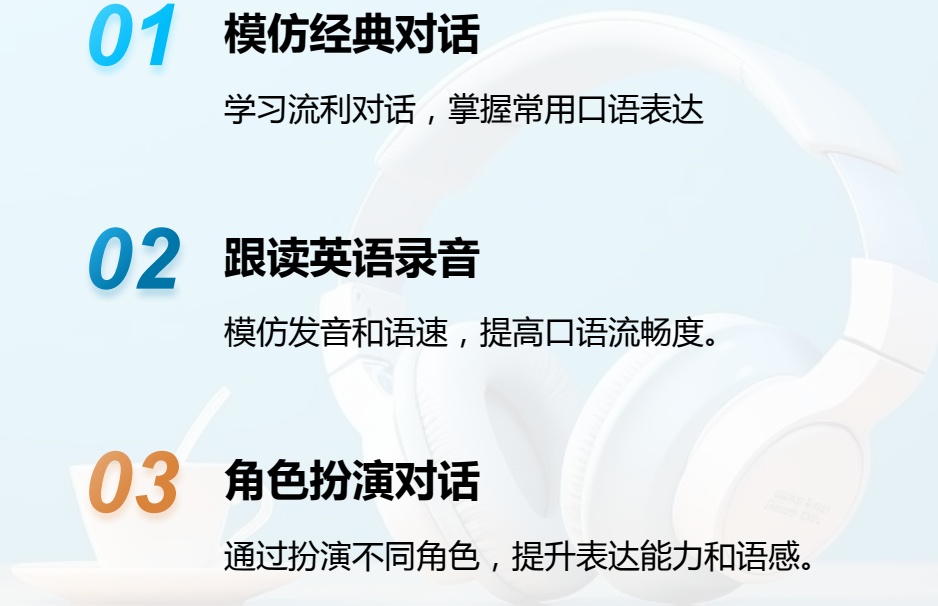 01
模仿经典对话
学习流利对话，掌握常用口语表达
02
跟读英语录音
模仿发音和语速，提高口语流畅度。
03
角色扮演对话
通过扮演不同角色，提升表达能力和语感。